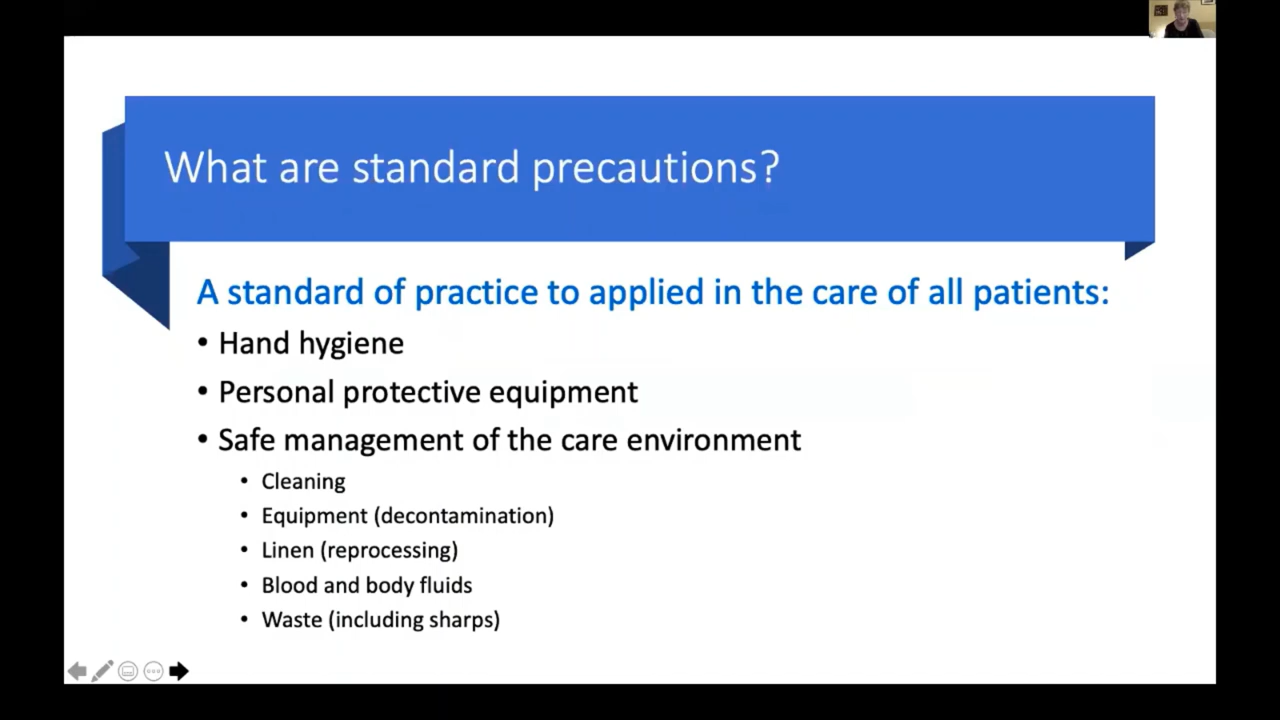 What are standard precautions?
A standard of practice to applied in the care of all patients:
• Hand hygiene
• Personal protective equipment
• Safe management of the care environment
• Cleaning
• Equipment (decontamination)
• Linen (reprocessing)
• Blood and body fluids
• Waste (including sharps)